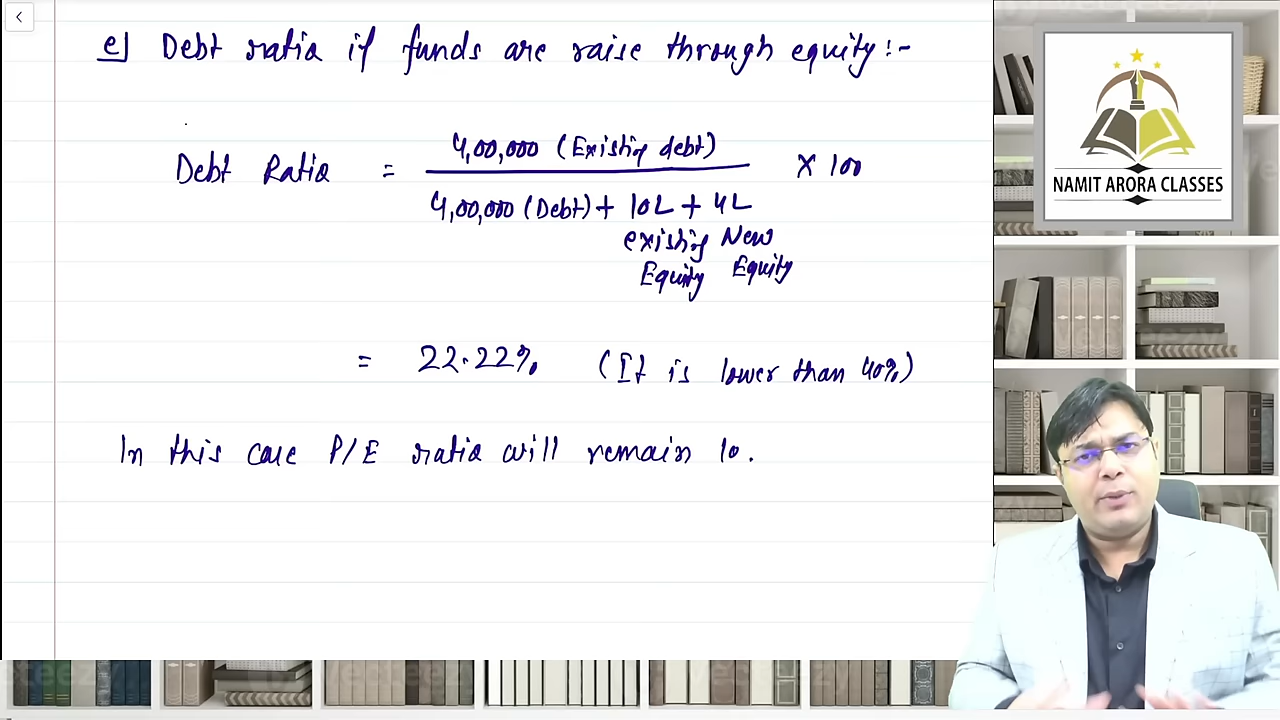 e) Debt ratio if funds are raise through equity:-
Debt Ratio = 4,00,000 (Existing debt) / 4,00,000 (Debt) + 10L + 4L × 100
existing New
Equity Equity
= 22.22% (It is lower than 40%)
In this case P/E ratio will remain 10.
NAMIT ARORA CLASSES